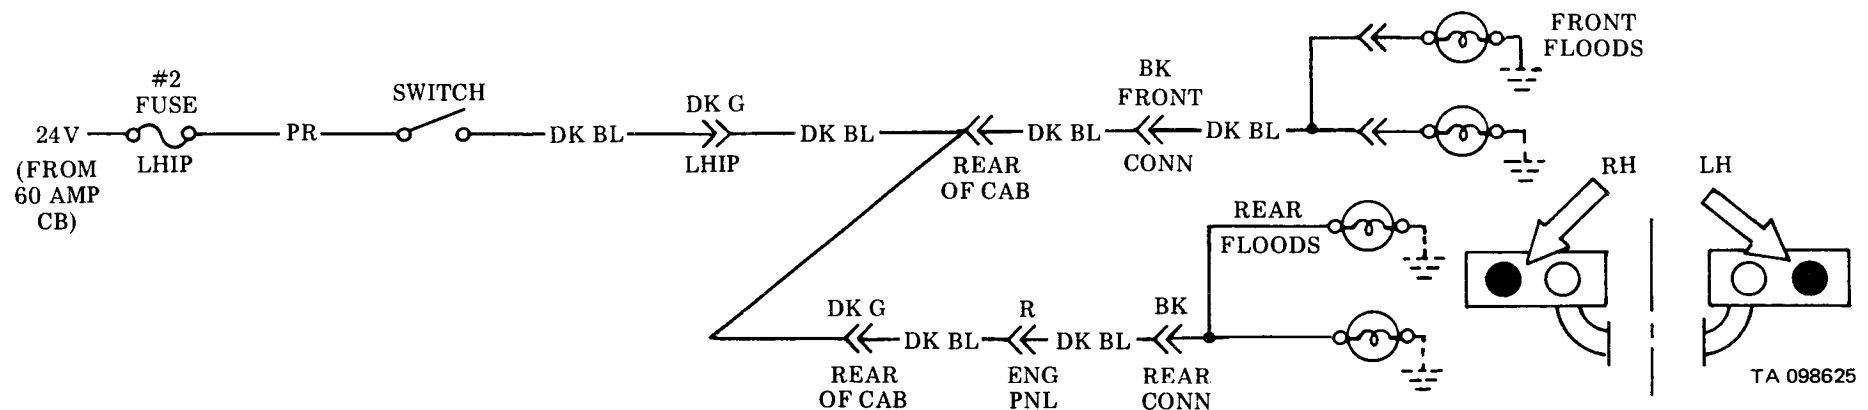 #2
FUSE
24V
(FROM
60 AMP
CB)
LHIP
PR
SWITCH
DK BL
DK G
LHIP
DK BL
REAR
OF CAB
DK BL
BK
FRONT
CONN
DK BL
FRONT
FLOODS
DK G
REAR
OF CAB
DK BL
R
ENG
PNL
DK BL
BK
REAR
CONN
REAR
FLOODS
RH
LH
TA 098625